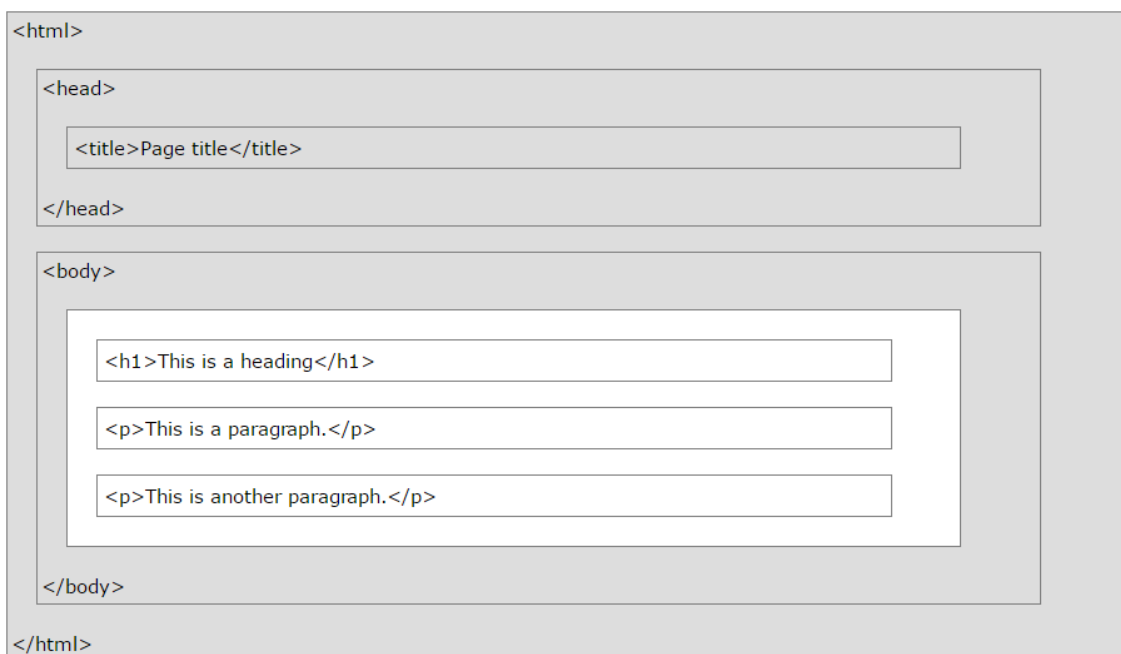 <html>
<head>
<title>Page title</title>
</head>
<body>
<h1>This is a heading</h1>
<p>This is a paragraph.</p>
<p>This is another paragraph.</p>
</body>
</html>